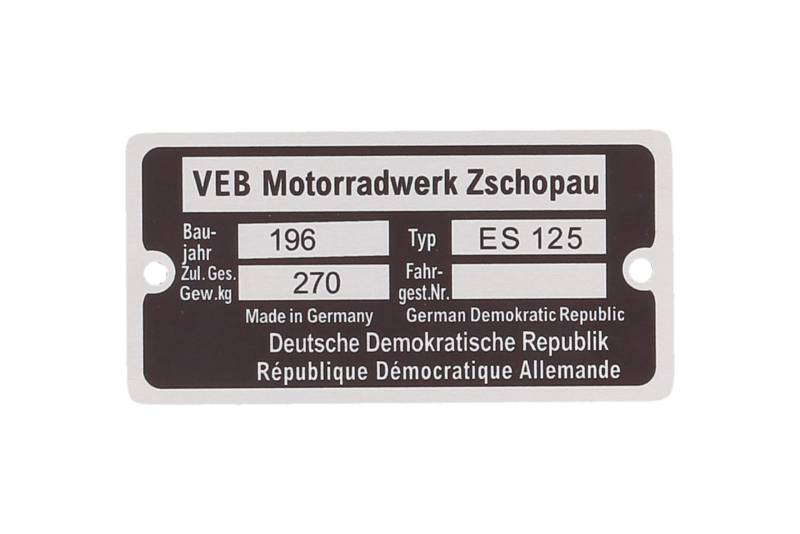 VEB Motorradwerk Zschopau
Bau-
jahr 196 Typ ES 125
Zul. Ges. 270 Fahr-
Gew.kg gest.Nr.
Made in Germany German Demokratic Republic
Deutsche Demokratische Republik
République Démocratique Allemande